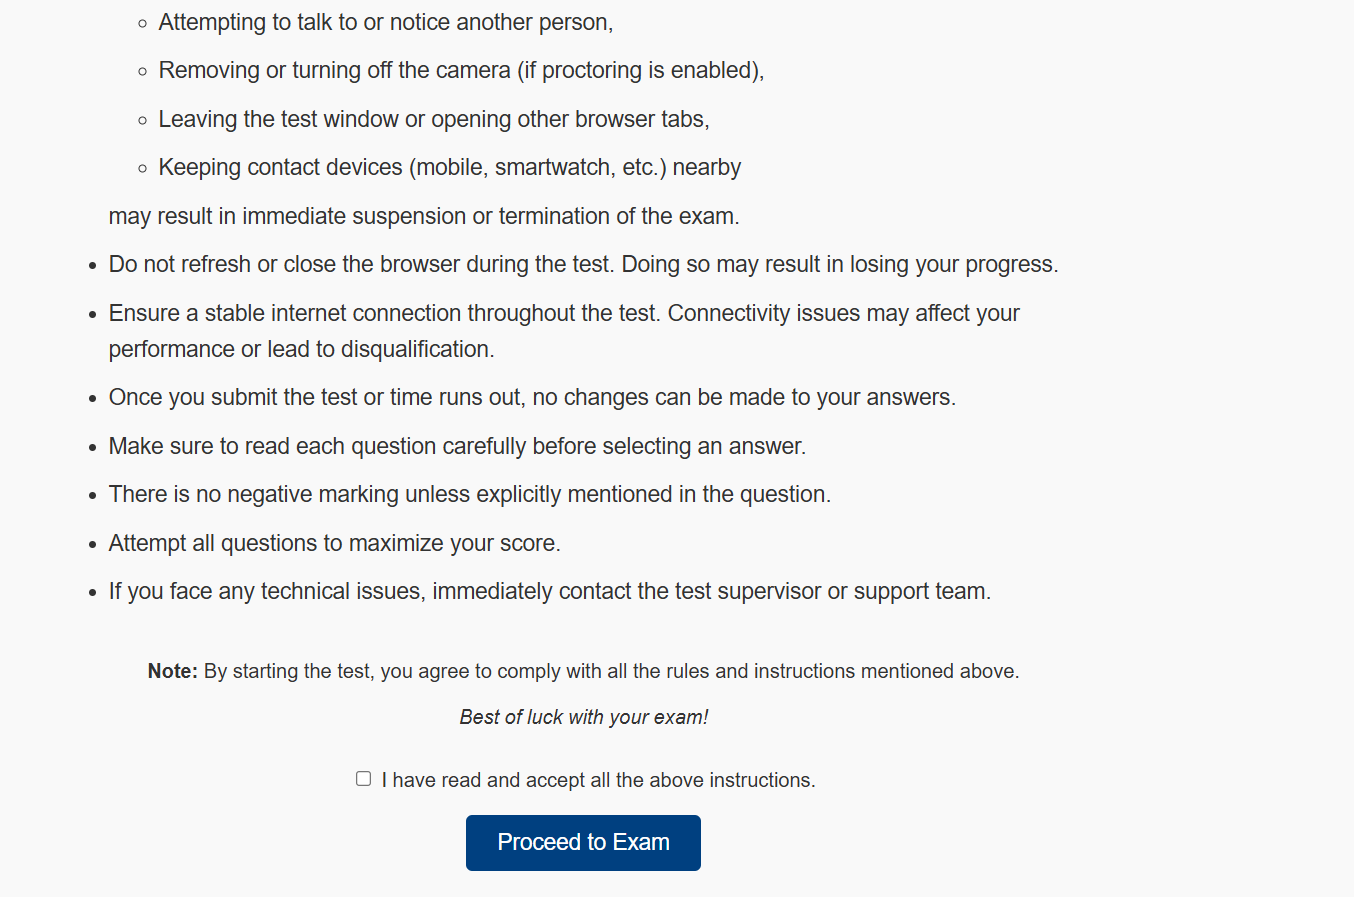 Attempting to talk to or notice another person,
Removing or turning off the camera (if proctoring is enabled),
Leaving the test window or opening other browser tabs,
Keeping contact devices (mobile, smartwatch, etc.) nearby
may result in immediate suspension or termination of the exam.
Do not refresh or close the browser during the test. Doing so may result in losing your progress.
Ensure a stable internet connection throughout the test. Connectivity issues may affect your
performance or lead to disqualification.
Once you submit the test or time runs out, no changes can be made to your answers.
Make sure to read each question carefully before selecting an answer.
There is no negative marking unless explicitly mentioned in the question.
Attempt all questions to maximize your score.
If you face any technical issues, immediately contact the test supervisor or support team.
Note: By starting the test, you agree to comply with all the rules and instructions mentioned above.
Best of luck with your exam!
I have read and accept all the above instructions.
Proceed to Exam